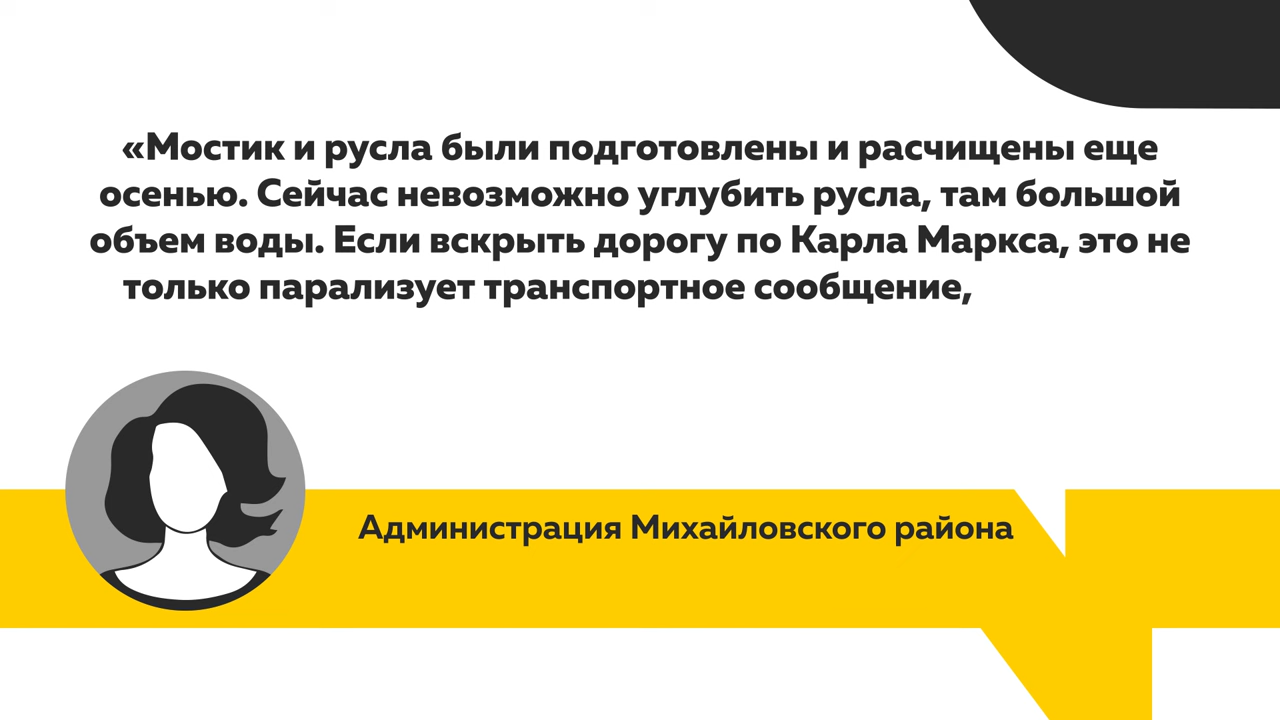 «Мостик и русла были подготовлены и расчищены еще
осенью. Сейчас невозможно углубить русла, там большой
объем воды. Если вскрыть дорогу по Карла Маркса, это не
только парализует транспортное сообщение,
Администрация Михайловского района